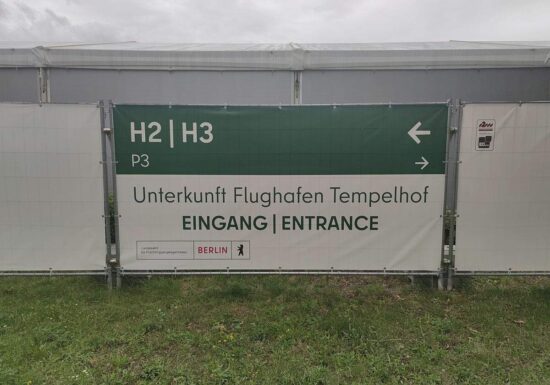 H2 | H3 ←
P3 →
Unterkunft Flughafen Tempelhof
EINGANG | ENTRANCE
BERLIN